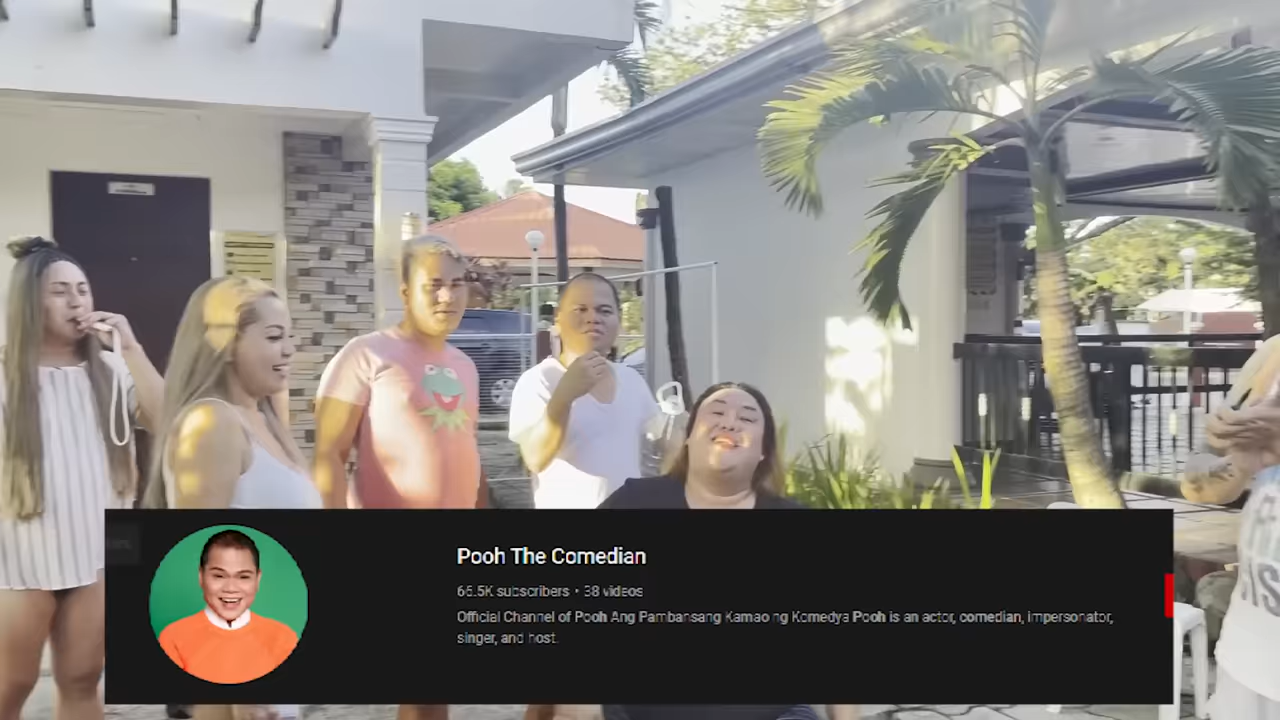 Pooh The Comedian
66.5K subscribers • 38 videos
Official Channel of Pooh Ang Pambansang Kamao ng Komedya Pooh is an actor, comedian, impersonator,
singer, and host.